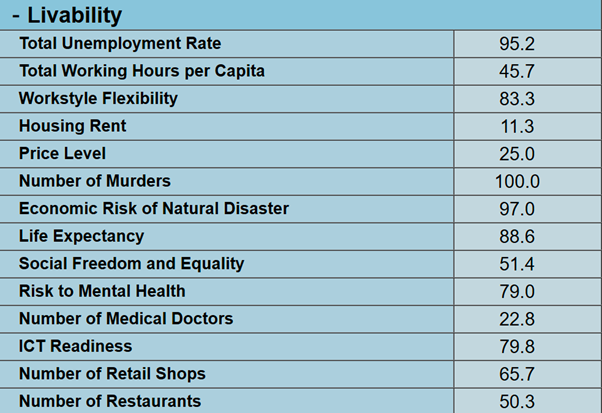 - Livability
Total Unemployment Rate 95.2
Total Working Hours per Capita 45.7
Workstyle Flexibility 83.3
Housing Rent 11.3
Price Level 25.0
Number of Murders 100.0
Economic Risk of Natural Disaster 97.0
Life Expectancy 88.6
Social Freedom and Equality 51.4
Risk to Mental Health 79.0
Number of Medical Doctors 22.8
ICT Readiness 79.8
Number of Retail Shops 65.7
Number of Restaurants 50.3